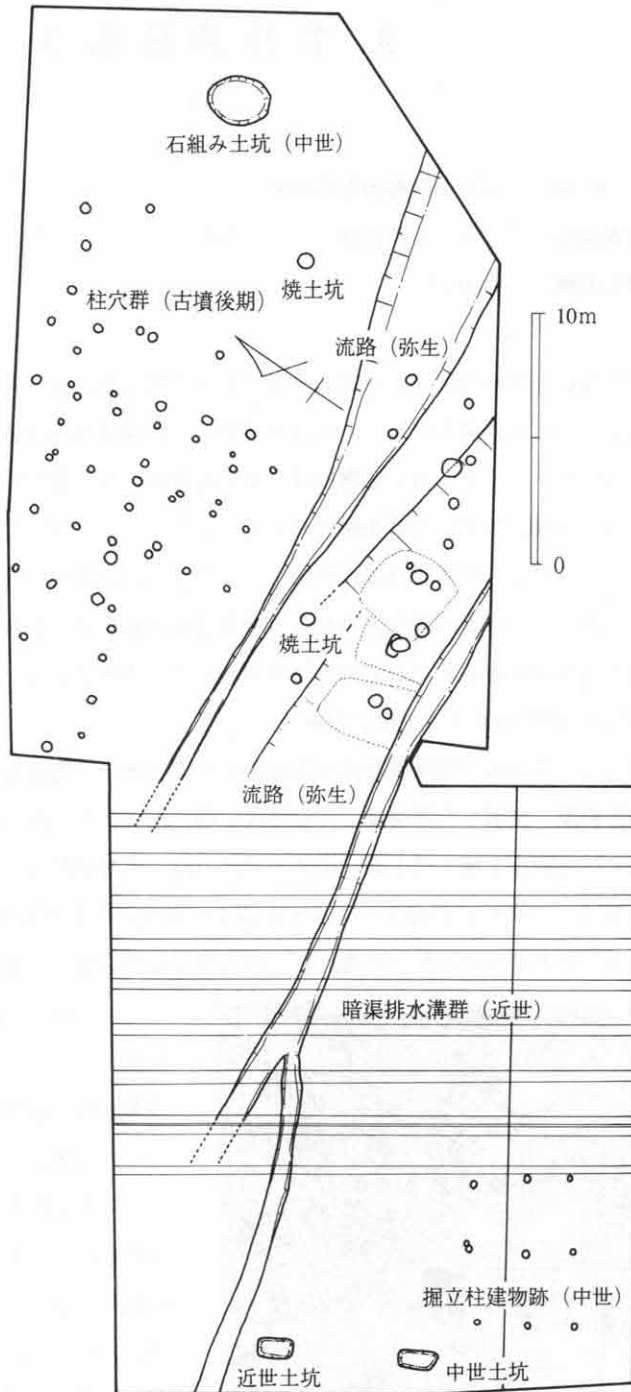 石組み土坑（中世）
焼土坑
柱穴群（古墳後期）
流路（弥生）
10m
0
焼土坑
流路（弥生）
暗渠排水溝群（近世）
掘立柱建物跡（中世）
近世土坑
中世土坑